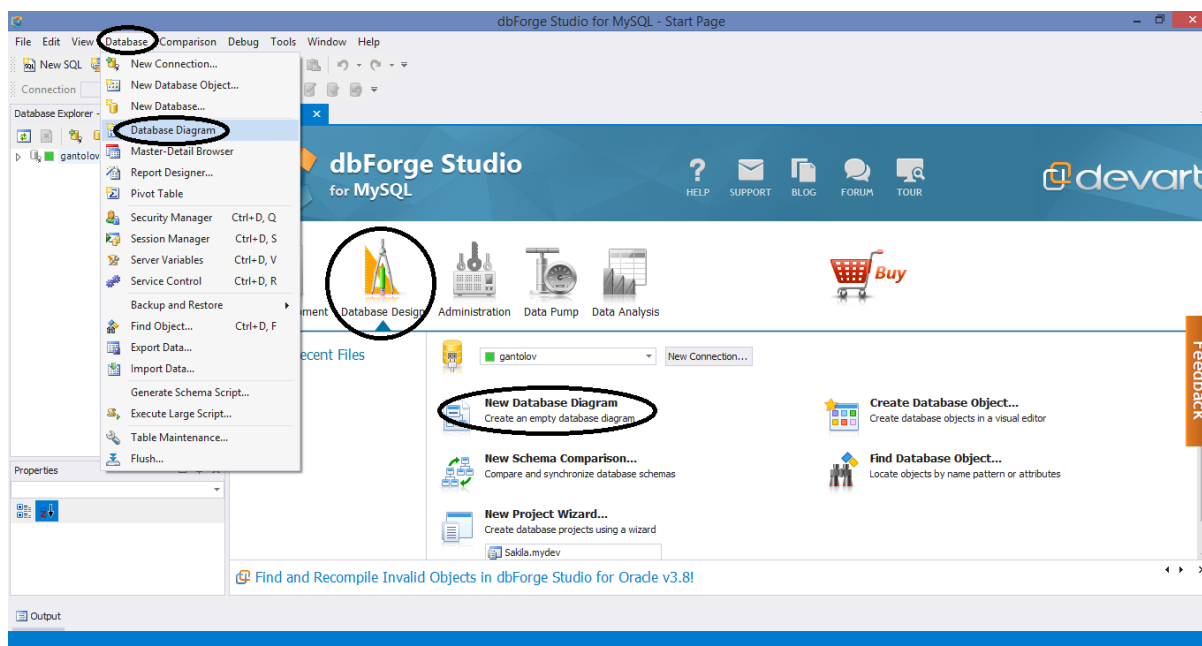 dbForge Studio for MySQL - Start Page
File Edit View Database Comparison Debug Tools Window Help
New SQL
Connection
Database Explorer -
gantolov
New Connection...
New Database Object...
New Database...
Database Diagram
Master-Detail Browser
Report Designer...
Pivot Table
Security Manager Ctrl+D, Q
Session Manager Ctrl+D, S
Server Variables Ctrl+D, V
Service Control Ctrl+D, R
Backup and Restore
Find Object... Ctrl+D, F
Export Data...
Import Data...
Generate Schema Script...
Execute Large Script...
Table Maintenance...
Flush...
dbForge Studio
for MySQL
HELP SUPPORT BLOG FORUM TOUR
devart
Database Design Administration Data Pump Data Analysis
Buy
ecent Files
gantolov
New Connection...
New Database Diagram
Create an empty database diagram
Create Database Object...
Create database objects in a visual editor
New Schema Comparison...
Compare and synchronize database schemas
Find Database Object...
Locate objects by name pattern or attributes
New Project Wizard...
Create database projects using a wizard
Sakila.mydev
Feedback
Properties
Find and Recompile Invalid Objects in dbForge Studio for Oracle v3.8!
Output